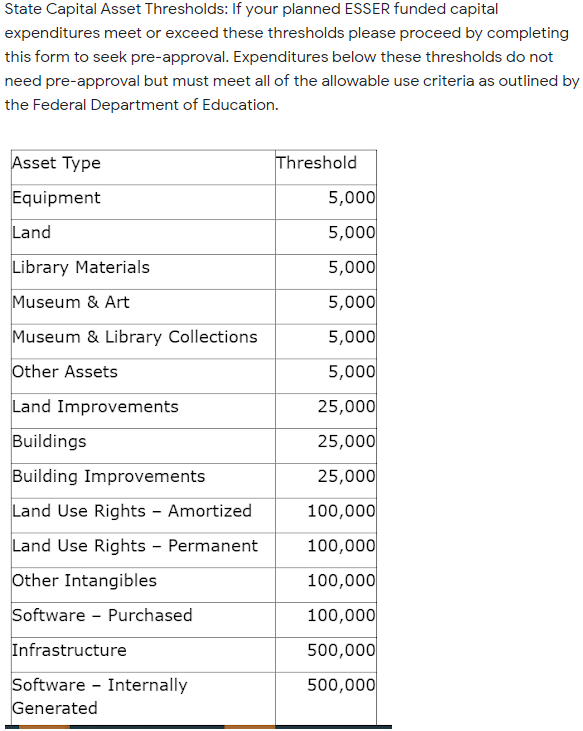 State Capital Asset Thresholds: If your planned ESSER funded capital
expenditures meet or exceed these thresholds please proceed by completing
this form to seek pre-approval. Expenditures below these thresholds do not
need pre-approval but must meet all of the allowable use criteria as outlined by
the Federal Department of Education.
Asset Type Threshold
Equipment 5,000
Land 5,000
Library Materials 5,000
Museum & Art 5,000
Museum & Library Collections 5,000
Other Assets 5,000
Land Improvements 25,000
Buildings 25,000
Building Improvements 25,000
Land Use Rights – Amortized 100,000
Land Use Rights – Permanent 100,000
Other Intangibles 100,000
Software – Purchased 100,000
Infrastructure 500,000
Software – Internally 500,000
Generated